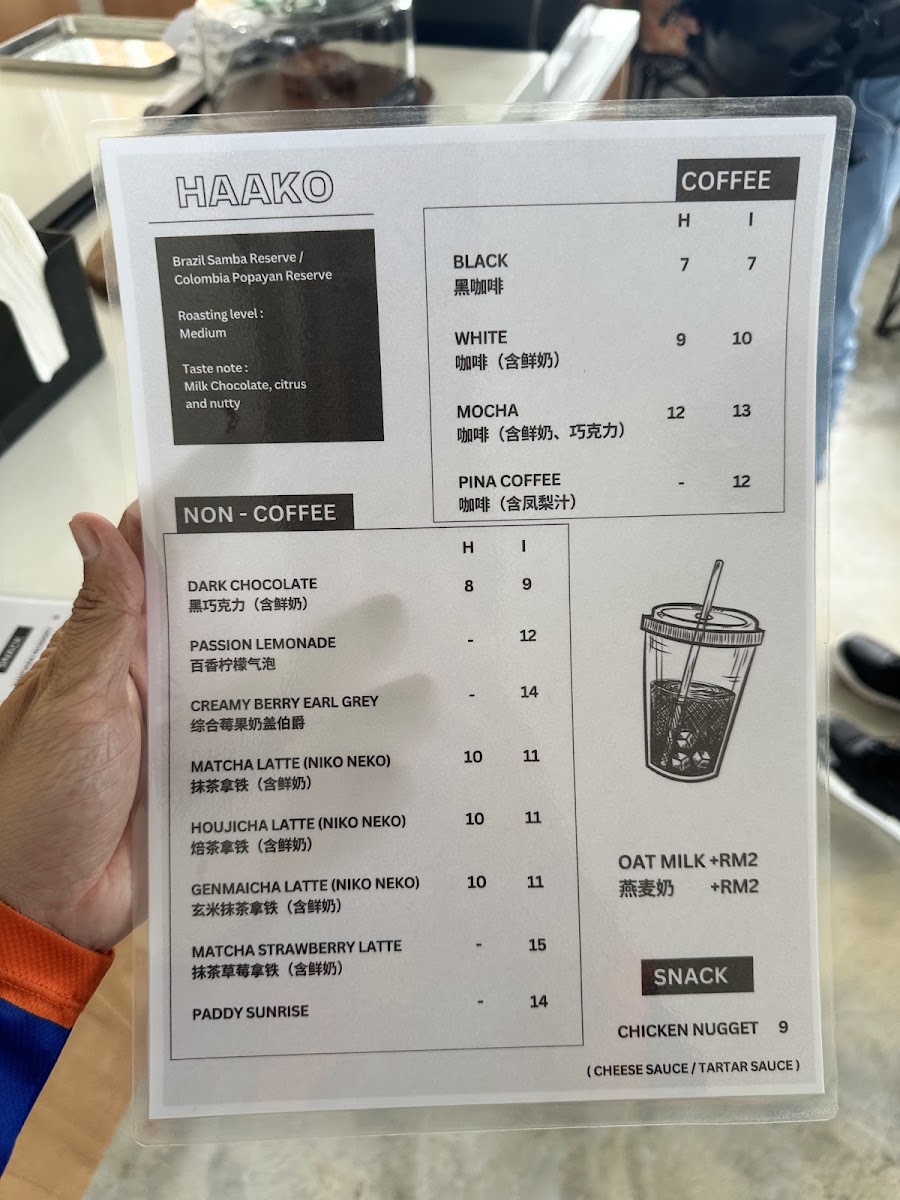 HAAKO
Brazil Samba Reserve /
Colombia Popayan Reserve
Roasting level :
Medium
Taste note :
Milk Chocolate, citrus
and nutty
COFFEE
H I
BLACK 7 7
黑咖啡
WHITE 9 10
咖啡（含鲜奶）
MOCHA 12 13
咖啡（含鲜奶、巧克力）
PINA COFFEE - 12
咖啡（含凤梨汁）
NON - COFFEE
H I
DARK CHOCOLATE 8 9
黑巧克力（含鲜奶）
PASSION LEMONADE - 12
百香柠檬气泡
CREAMY BERRY EARL GREY - 14
综合莓果奶盖伯爵
MATCHA LATTE (NIKO NEKO) 10 11
抹茶拿铁（含鲜奶）
HOUJICHA LATTE (NIKO NEKO) 10 11
焙茶拿铁（含鲜奶）
GENMAICHA LATTE (NIKO NEKO) 10 11
玄米抹茶拿铁（含鲜奶）
MATCHA STRAWBERRY LATTE - 15
抹茶草莓拿铁（含鲜奶）
PADDY SUNRISE - 14
OAT MILK +RM2
燕麦奶 +RM2
SNACK
CHICKEN NUGGET 9
( CHEESE SAUCE / TARTAR SAUCE )